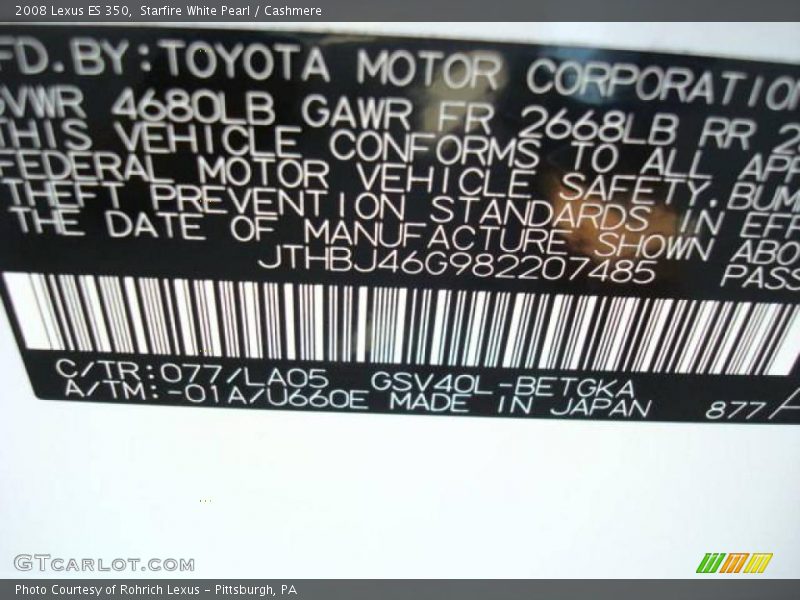 2008 Lexus ES 350, Starfire White Pearl / Cashmere
FD. BY: TOYOTA MOTOR CORPORATION
GVWR 4680LB GAWR FR 2668LB RR 2
THIS VEHICLE CONFORMS TO ALL APP
FEDERAL MOTOR VEHICLE SAFETY. BUM
THEFT PREVENTION STANDARDS IN EFF
THE DATE OF MANUFACTURE SHOWN ABO
JTHBJ46G982207485 PASS
C/TR: 077/LA05 GSV40L-BETGKA
A/TM: -01A/U660E MADE IN JAPAN 877
GTcarlot.com
Photo Courtesy of Rohrich Lexus - Pittsburgh, PA